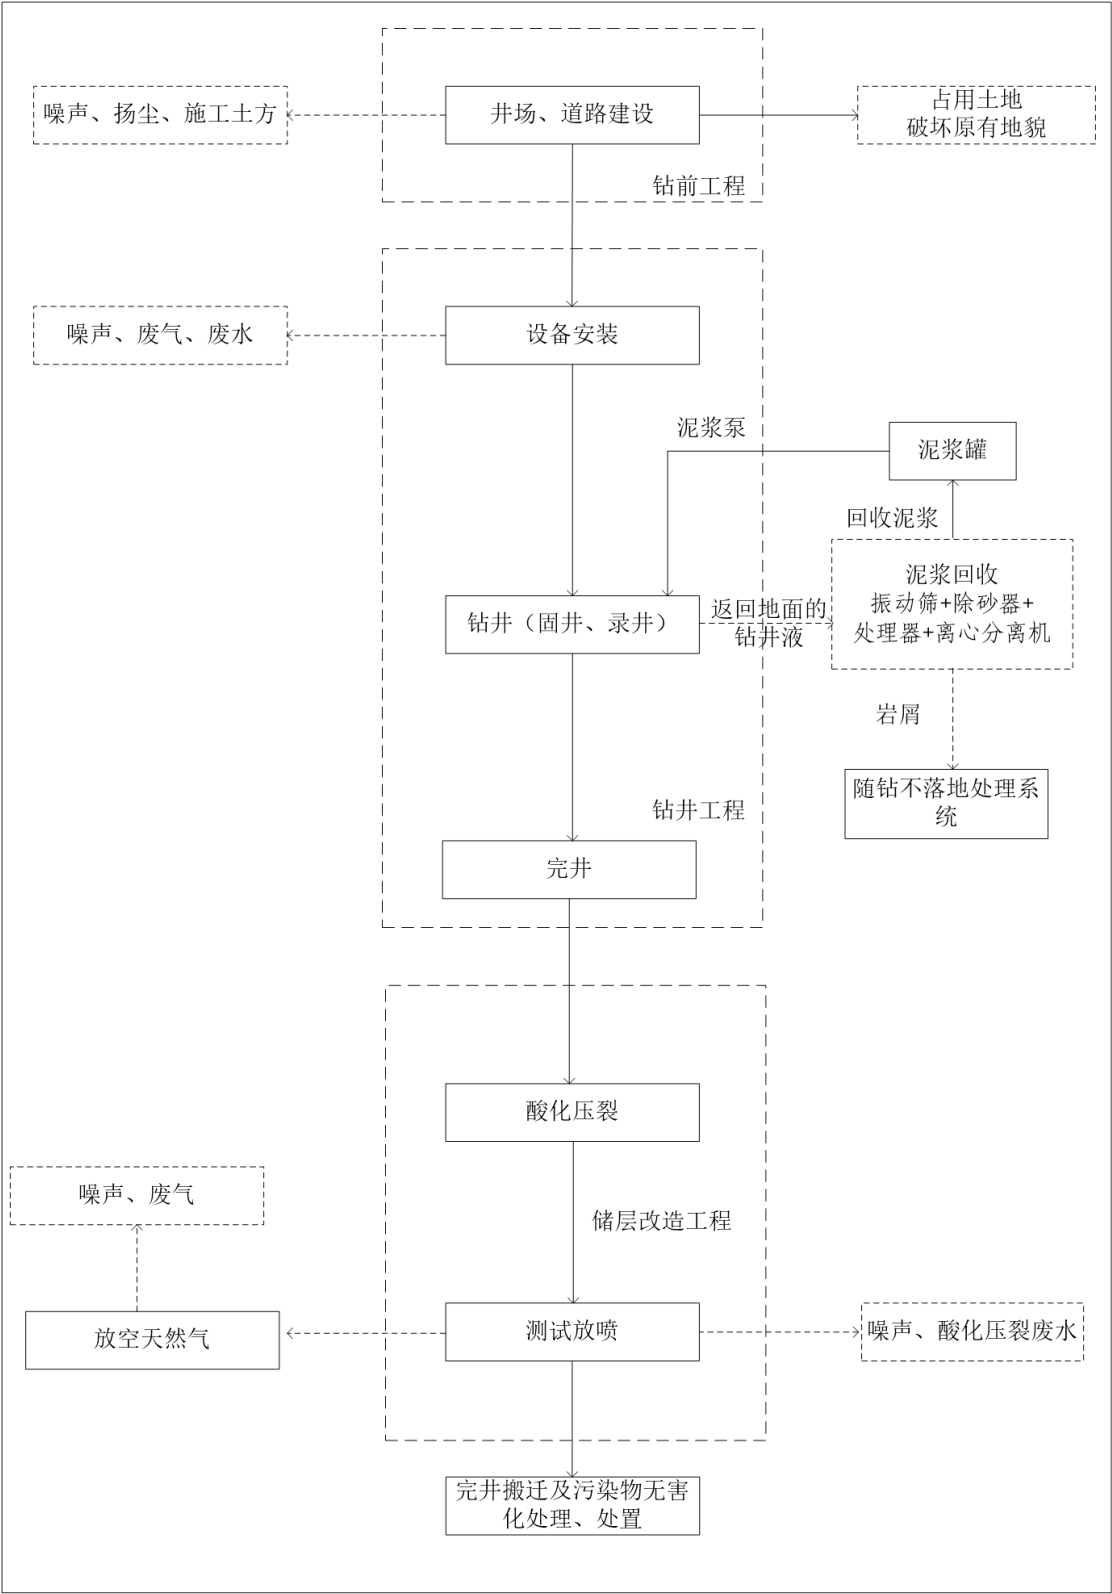 噪声、扬尘、施工土方
井场、道路建设
占用土地
破坏原有地貌
钻前工程
噪声、废气、废水
设备安装
泥浆泵
泥浆罐
回收泥浆
泥浆回收
振动筛+除砂器+
处理器+离心分离机
钻井（固井、录井）
返回地面的
钻井液
岩屑
随钻不落地处理系
统
钻井工程
完井
酸化压裂
噪声、废气
储层改造工程
放空天然气
测试放喷
噪声、酸化压裂废水
完井搬迁及污染物无害
化处理、处置